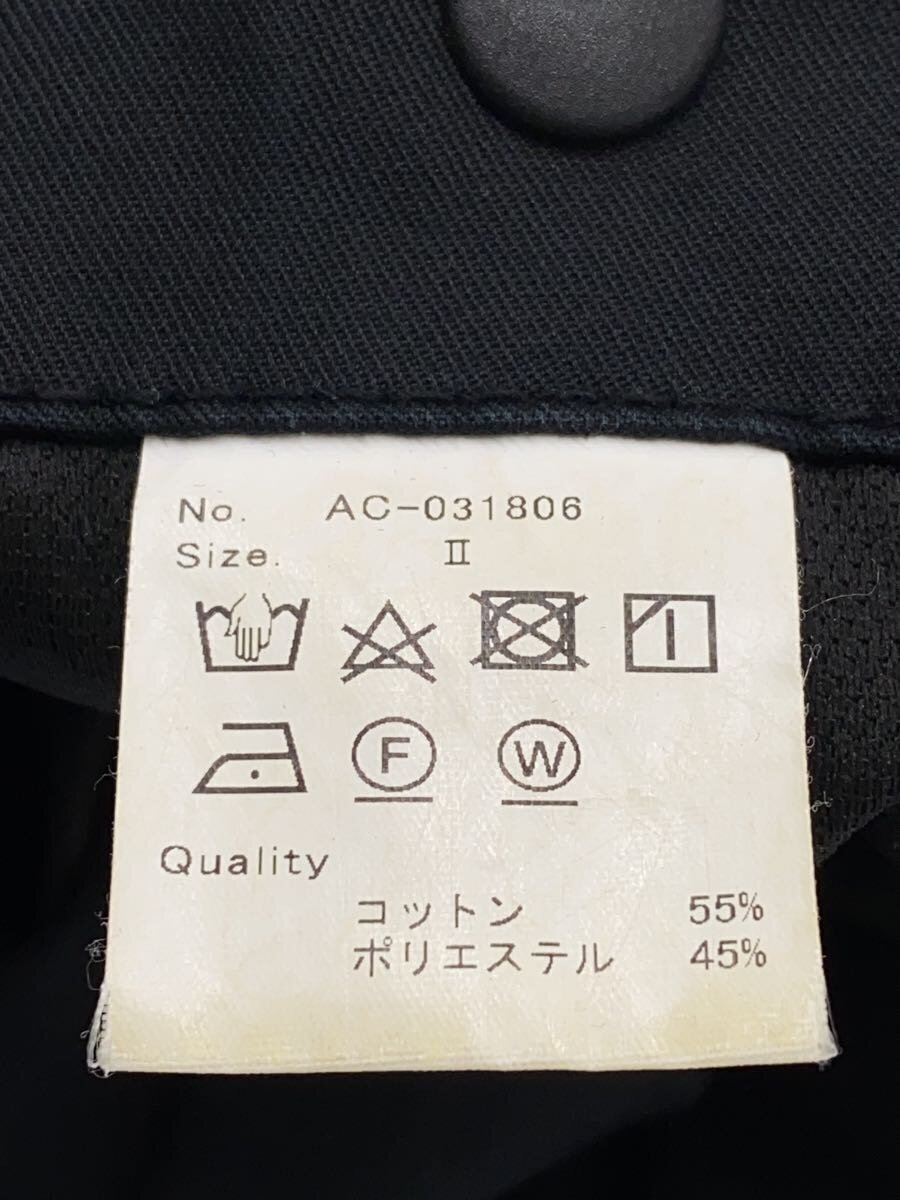 No. AC-031806
Size. Ⅱ
F W
Quality
コットン 55%
ポリエステル 45%